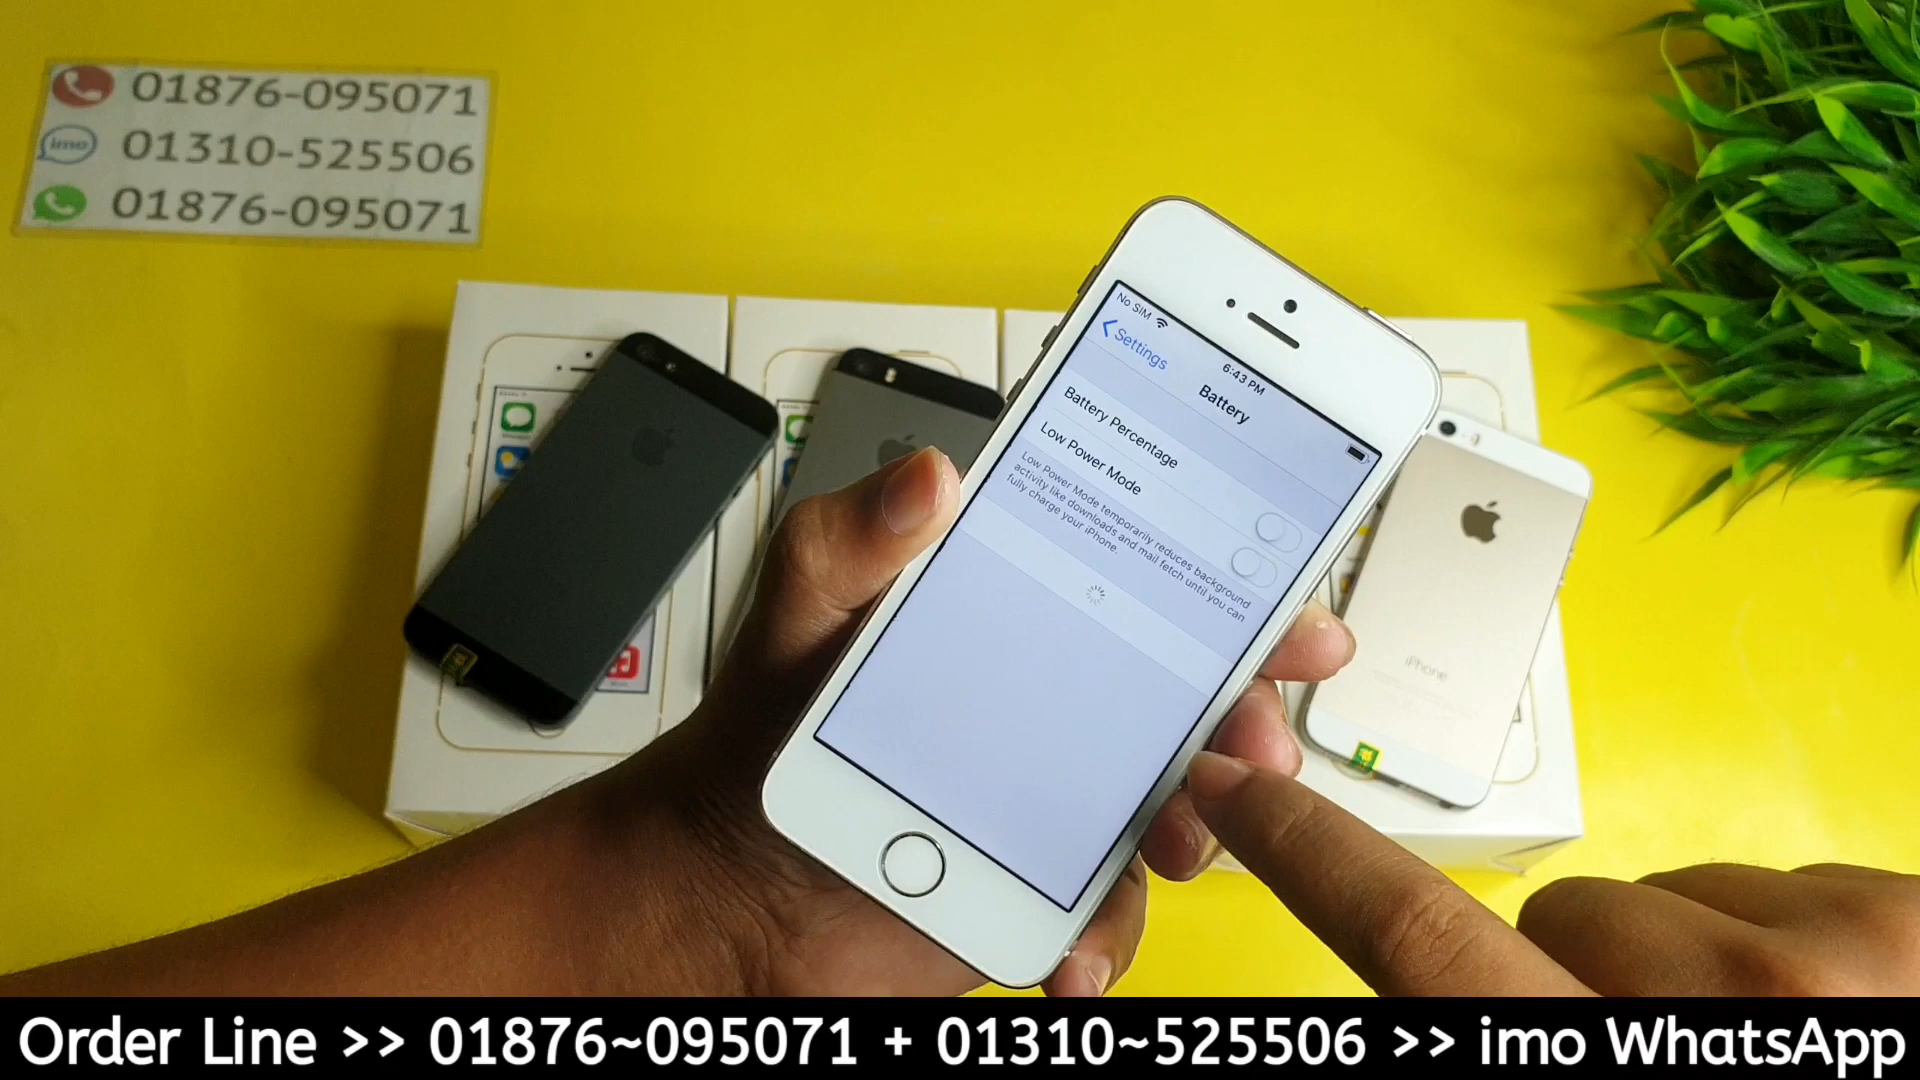 01876-095071
imo 01310-525506
01876-095071
No SIM
6:43 PM
Settings
Battery
Battery Percentage
Low Power Mode
Low Power Mode temporarily reduces background
activity like downloads and mail fetch until you can
fully charge your iPhone.
iPhone
Order Line >> 01876~095071 + 01310~525506 >> imo WhatsApp